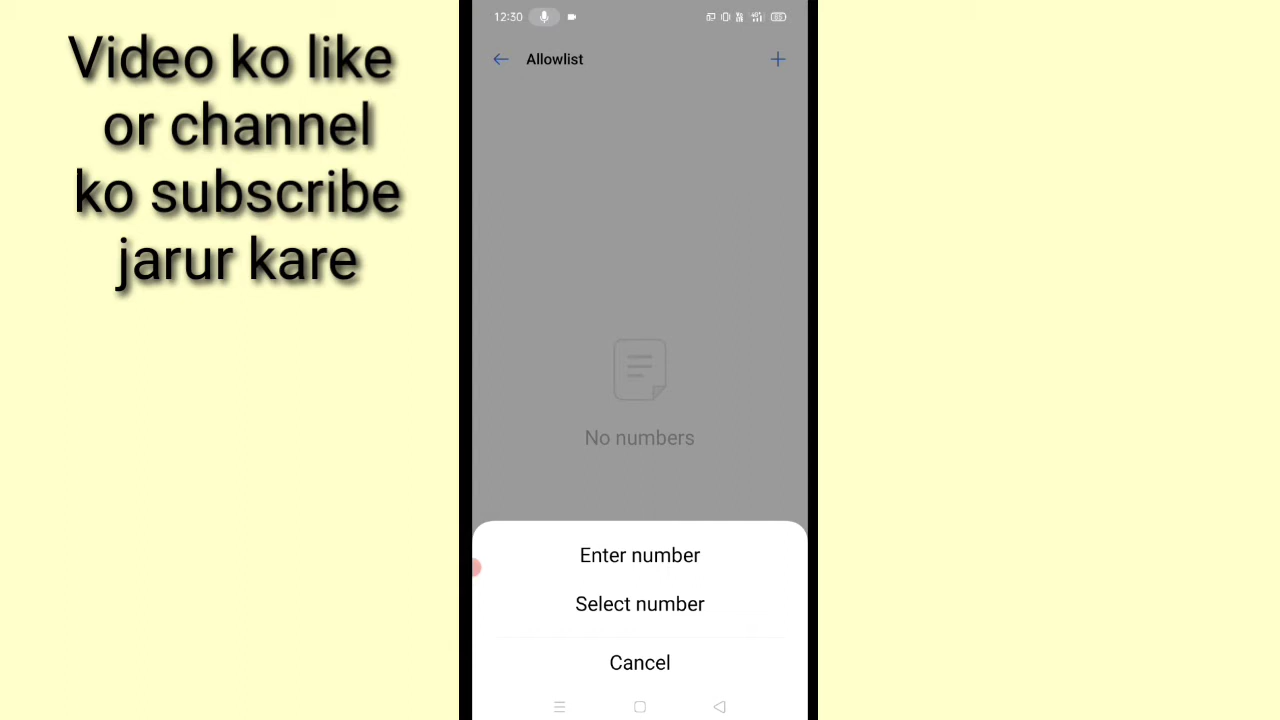 Video ko like
or channel
ko subscribe
jarur kare
12:30
Allowlist
No numbers
Enter number
Select number
Cancel